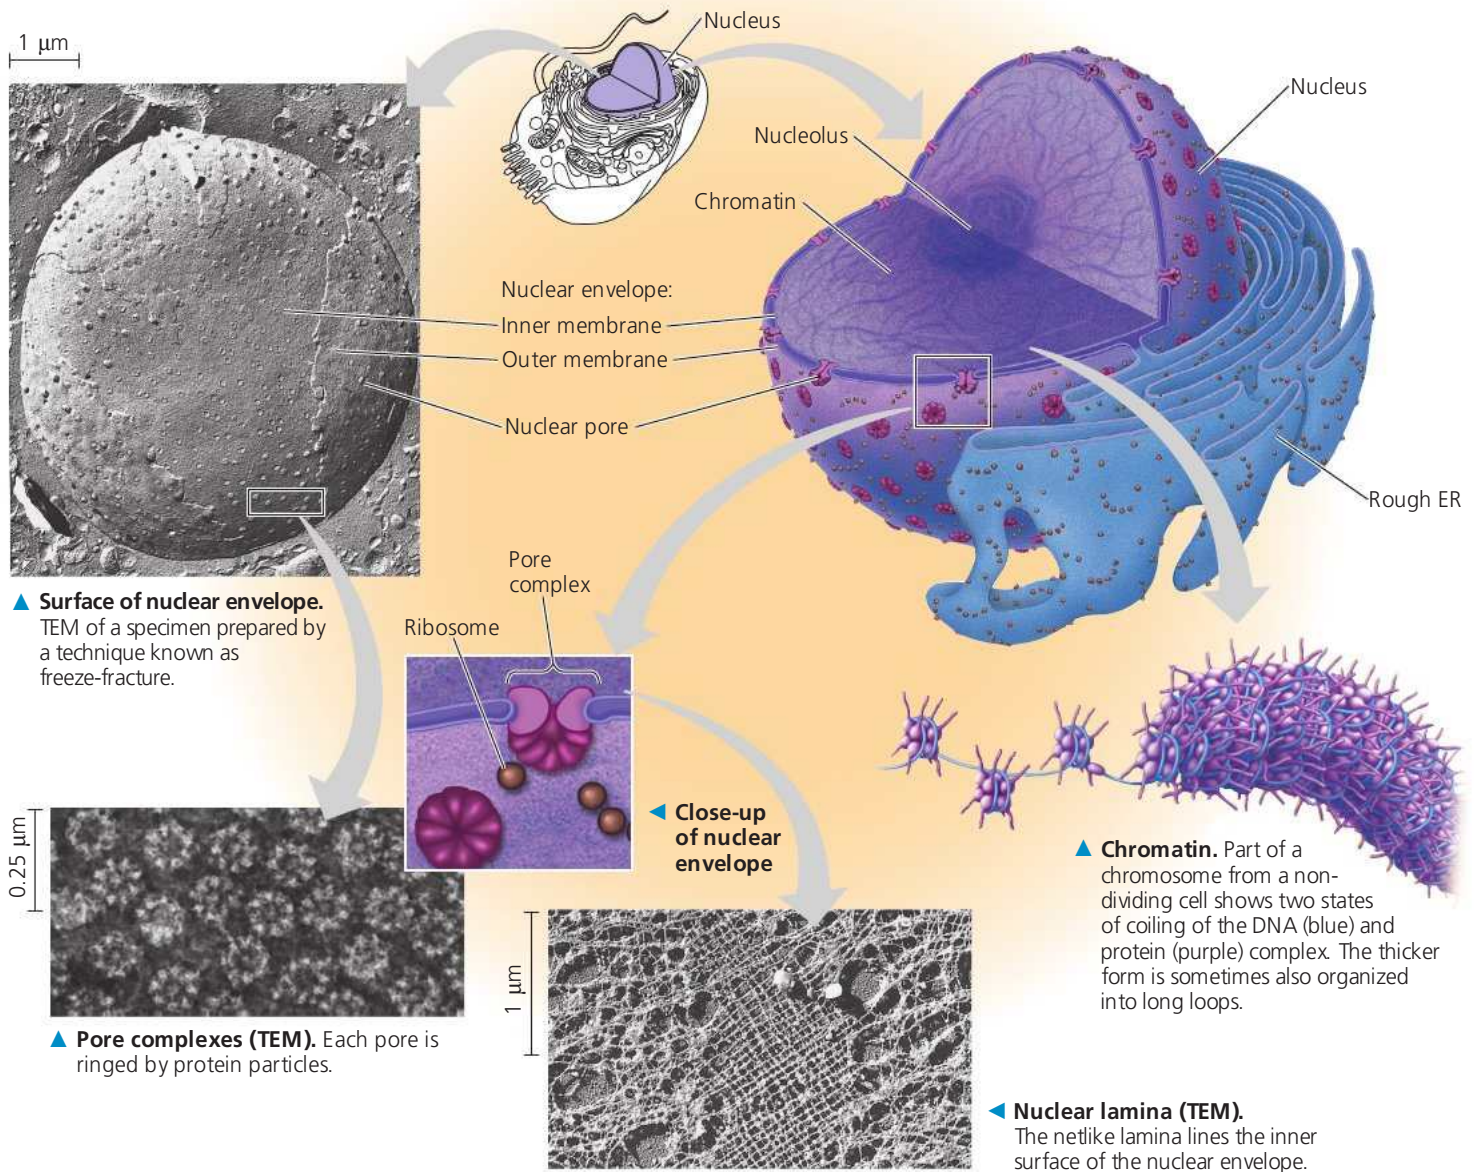 1 µm
Nucleus
Nucleus
Nucleolus
Chromatin
Nuclear envelope:
Inner membrane
Outer membrane
Nuclear pore
Rough ER
▲ Surface of nuclear envelope.
TEM of a specimen prepared by
a technique known as
freeze-fracture.
Pore
complex
Ribosome
◀ Close-up
of nuclear
envelope
0.25 µm
▲ Chromatin. Part of a
chromosome from a non-
dividing cell shows two states
of coiling of the DNA (blue) and
protein (purple) complex. The thicker
form is sometimes also organized
into long loops.
▲ Pore complexes (TEM). Each pore is
ringed by protein particles.
1 µm
◀ Nuclear lamina (TEM).
The netlike lamina lines the inner
surface of the nuclear envelope.